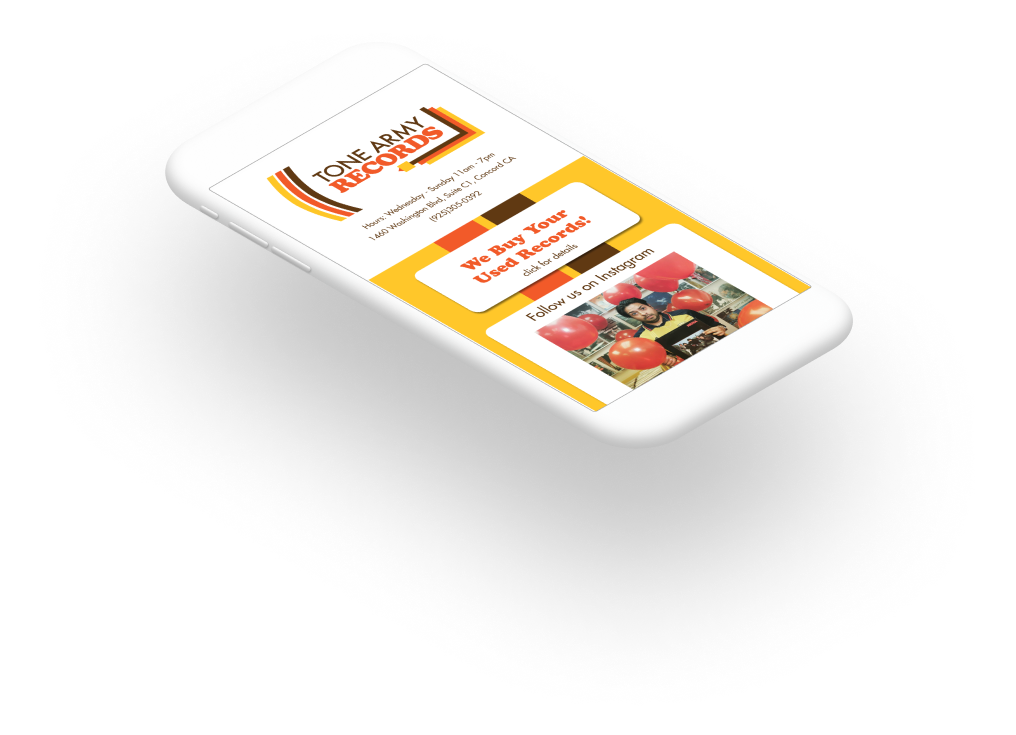 TONE ARMY
RECORDS
Hours: Wednesday - Sunday 11am - 7pm
1460 Washington Blvd, Suite C1, Concord CA
(925)305-0392
We Buy Your
Used Records!
click for details
Follow us on Instagram